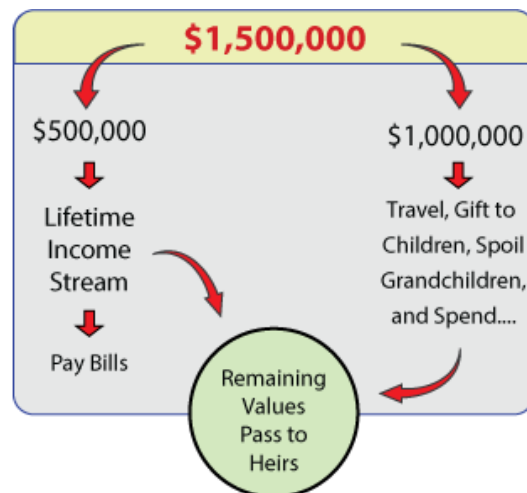 $1,500,000
$500,000
Lifetime
Income
Stream
Pay Bills
$1,000,000
Travel, Gift to
Children, Spoil
Grandchildren,
and Spend....
Remaining
Values
Pass to
Heirs